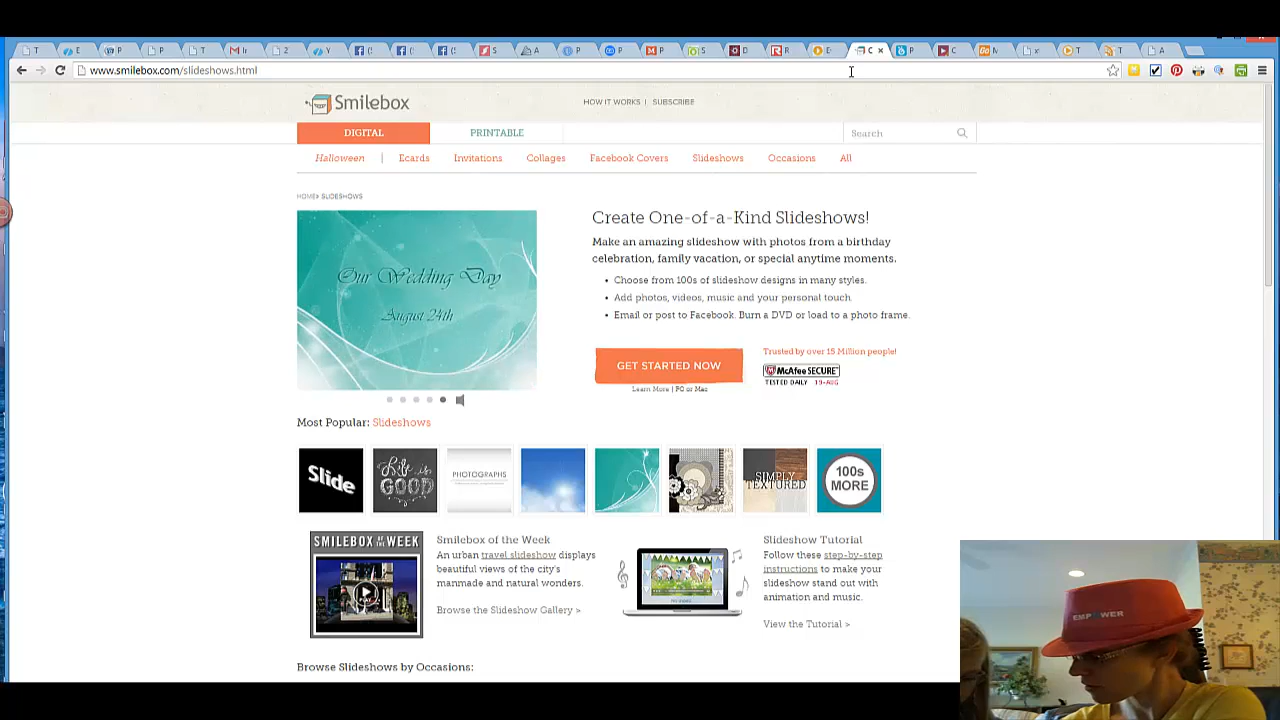 www.smilebox.com/slideshows.html
Smilebox
HOW IT WORKS | SUBSCRIBE
DIGITAL
PRINTABLE
Search
Halloween | Ecards Invitations Collages Facebook Covers Slideshows Occasions All
HOME» SLIDESHOWS
Our Wedding Day
August 24th
Create One-of-a-Kind Slideshows!
Make an amazing slideshow with photos from a birthday
celebration, family vacation, or special anytime moments.
• Choose from 100s of slideshow designs in many styles.
• Add photos, videos, music and your personal touch.
• Email or post to Facebook. Burn a DVD or load to a photo frame.
GET STARTED NOW
Learn More | PC or Mac
Trusted by over 15 Million people!
McAfee SECURE
TESTED DAILY 19-AUG
Most Popular: Slideshows
Slide
Life is GOOD
PHOTOGRAPHS
SIMPLY
TEXTURED
100s
MORE
SMILEBOX OF THE WEEK
Smilebox of the Week
An urban travel slideshow displays
beautiful views of the city's
manmade and natural wonders.
Browse the Slideshow Gallery >
Slideshow Tutorial
Follow these step-by-step
instructions to make your
slideshow stand out with
animation and music.
View the Tutorial >
Browse Slideshows by Occasions:
EMPOWER